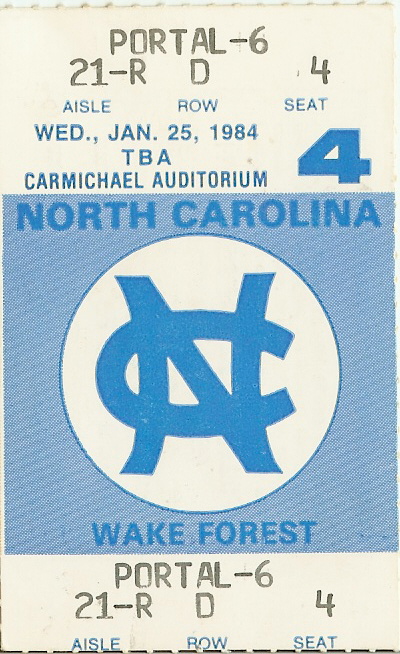 PORTAL-6
21-R D 4
AISLE ROW SEAT
WED., JAN. 25, 1984
TBA
CARMICHAEL AUDITORIUM
4
NORTH CAROLINA
NC
WAKE FOREST
PORTAL-6
21-R D 4
AISLE ROW SEAT